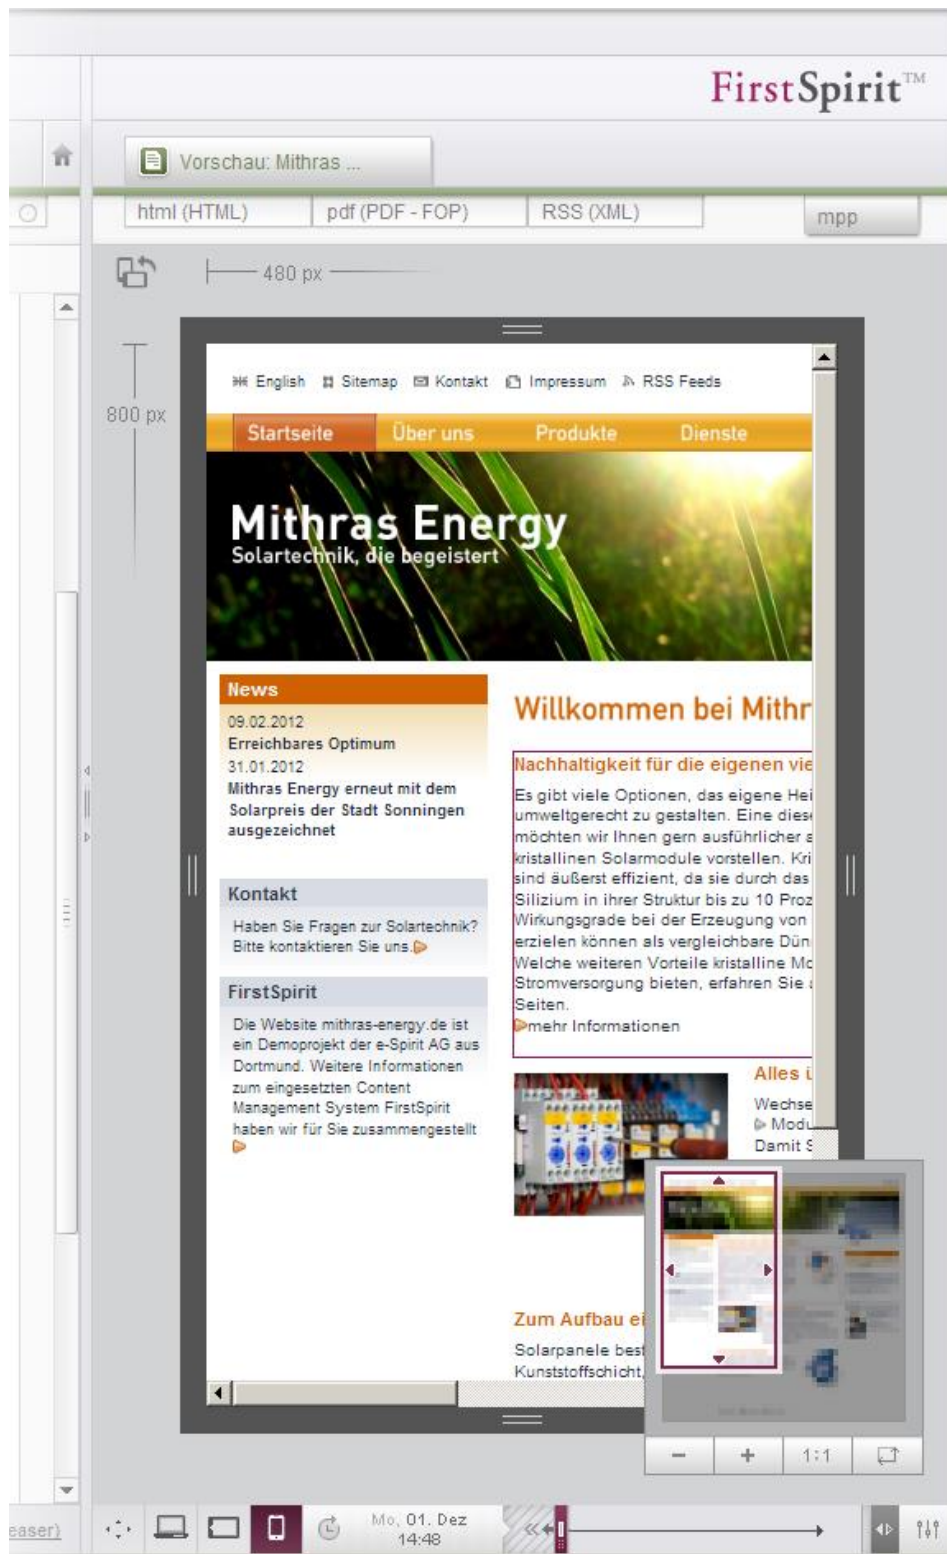 FirstSpirit™
Vorschau: Mithras ...
html (HTML) pdf (PDF - FOP) RSS (XML) mpp
480 px
800 px
English Sitemap Kontakt Impressum RSS Feeds
Startseite Über uns Produkte Dienste
Mithras Energy
Solartechnik, die begeistert
News
09.02.2012
Erreichbares Optimum
31.01.2012
Mithras Energy erneut mit dem
Solarpreis der Stadt Sonningen
ausgezeichnet
Kontakt
Haben Sie Fragen zur Solartechnik?
Bitte kontaktieren Sie uns.
FirstSpirit
Die Website mithras-energy.de ist
ein Demoprojekt der e-Spirit AG aus
Dortmund. Weitere Informationen
zum eingesetzten Content
Management System FirstSpirit
haben wir für Sie zusammengestellt
Willkommen bei Mithr
Nachhaltigkeit für die eigenen vie
Es gibt viele Optionen, das eigene Hei
umweltgerecht zu gestalten. Eine diese
möchten wir Ihnen gern ausführlicher a
kristallinen Solarmodule vorstellen. Kri
sind äußerst effizient, da sie durch das
Silizium in ihrer Struktur bis zu 10 Proz
Wirkungsgrade bei der Erzeugung von
erzielen können als vergleichbare Dün
Welche weiteren Vorteile kristalline Mo
Stromversorgung bieten, erfahren Sie a
Seiten.
mehr Informationen
Alles ü
Wechse
Modu
Damit S
Zum Aufbau ei
Solarpanele best
Kunststoffschicht,
1:1
easer)
Mo, 01. Dez
14:48